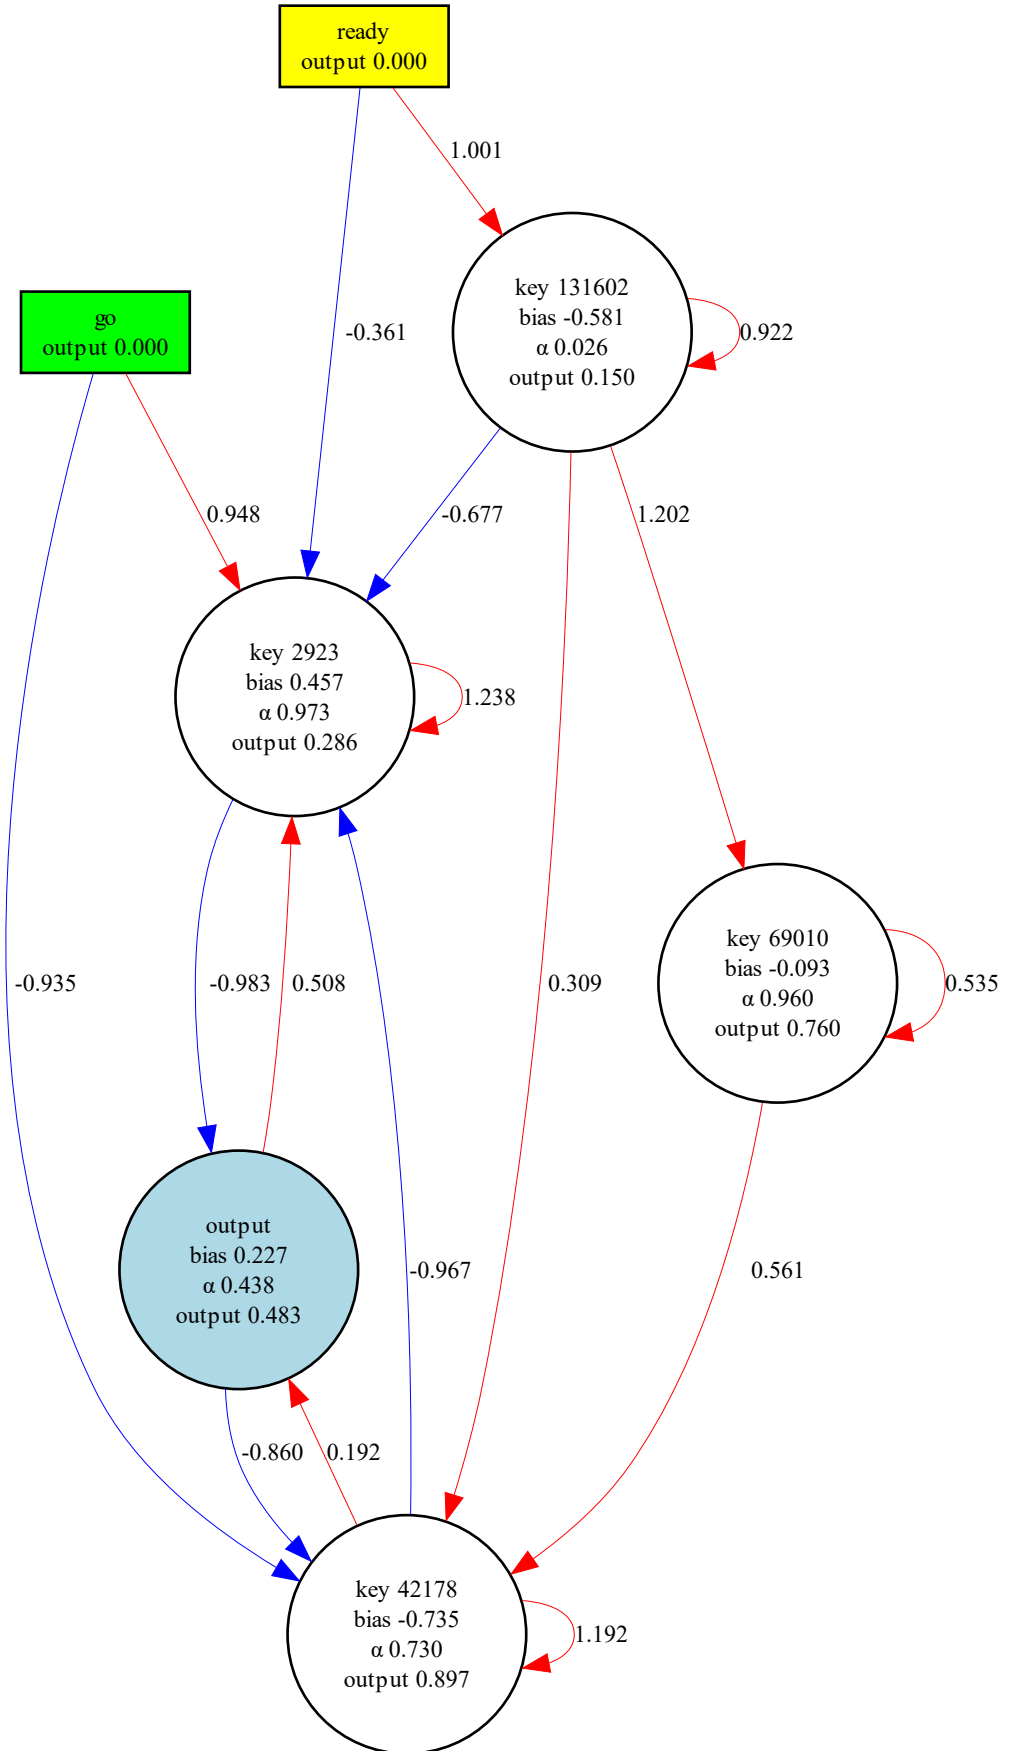 ready
output 0.000
1.001
key 131602
bias -0.581
α 0.026
output 0.150
0.922
go
output 0.000
-0.361
0.948
-0.677
1.202
key 2923
bias 0.457
α 0.973
output 0.286
1.238
key 69010
bias -0.093
α 0.960
output 0.760
0.535
-0.935
-0.983
0.508
0.309
output
bias 0.227
α 0.438
output 0.483
-0.967
0.561
-0.860
0.192
key 42178
bias -0.735
α 0.730
output 0.897
1.192